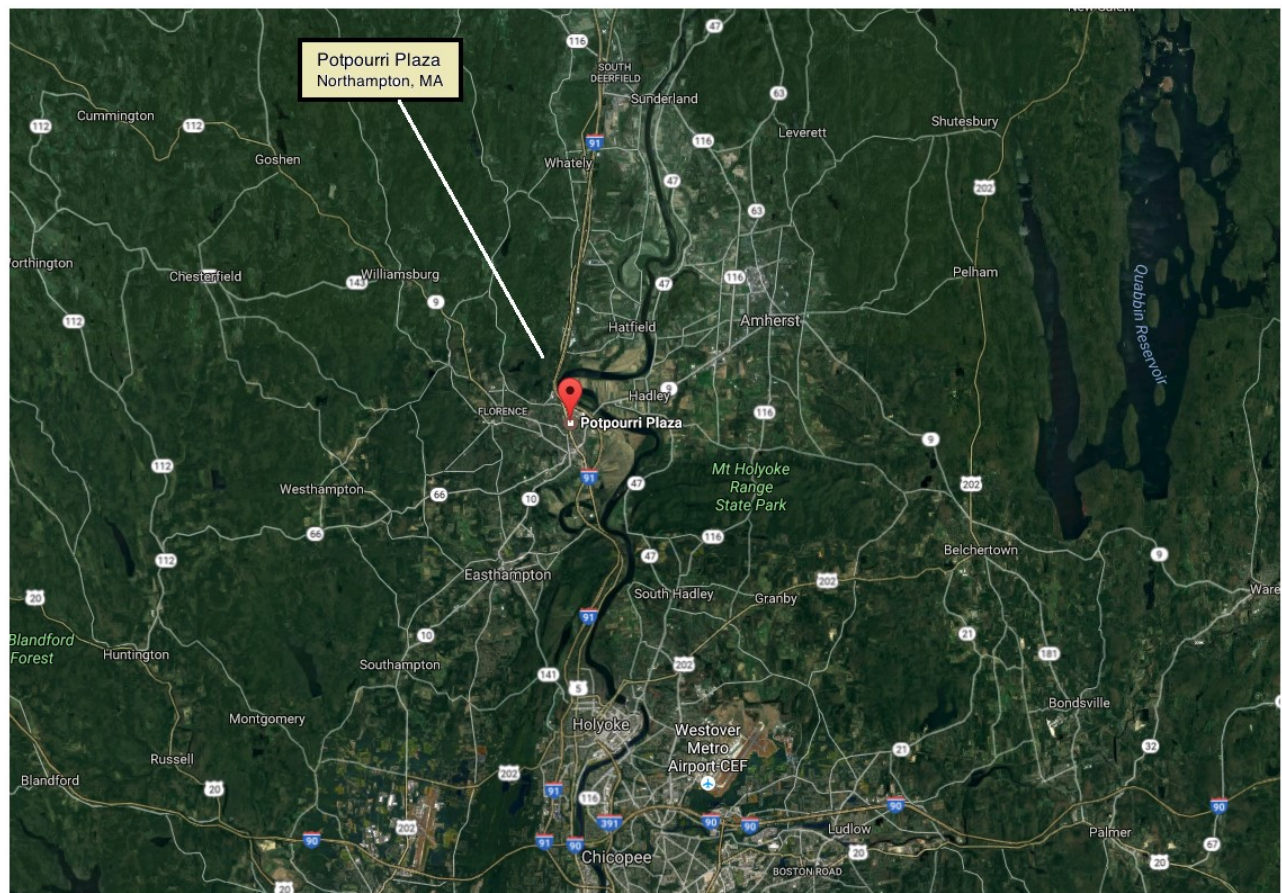 New Salem
47
116
SOUTH
DEERFIELD
Sunderland
63
Cummington
112
112
Shutesbury
Leverett
116
91
Potpourri Plaza
Northampton, MA
Goshen
Whately
47
202
63
orthington
Chesterfield
143
Williamsburg
9
116
47
Pelham
Quabbin Reservoir
112
Hatfield
Amherst
9
Hadley
FLORENCE
116
Potpourri Plaza
9
112
91
47
Mt Holyoke
Range
State Park
202
Westhampton
66
10
66
116
47
Belchertown
9
112
Easthampton
202
South Hadley
Granby
Ware
20
91
Blandford
Forest
10
21
181
Huntington
Southampton
202
141
5
Bondsville
Montgomery
Holyoke
Westover
Metro
Airport-CEF
21
32
Russell
202
Blandford
20
91
116
90
90
391
90
90
202
Ludlow
Palmer
90
91
90
67
Chicopee
20
20
BOSTON ROAD
20